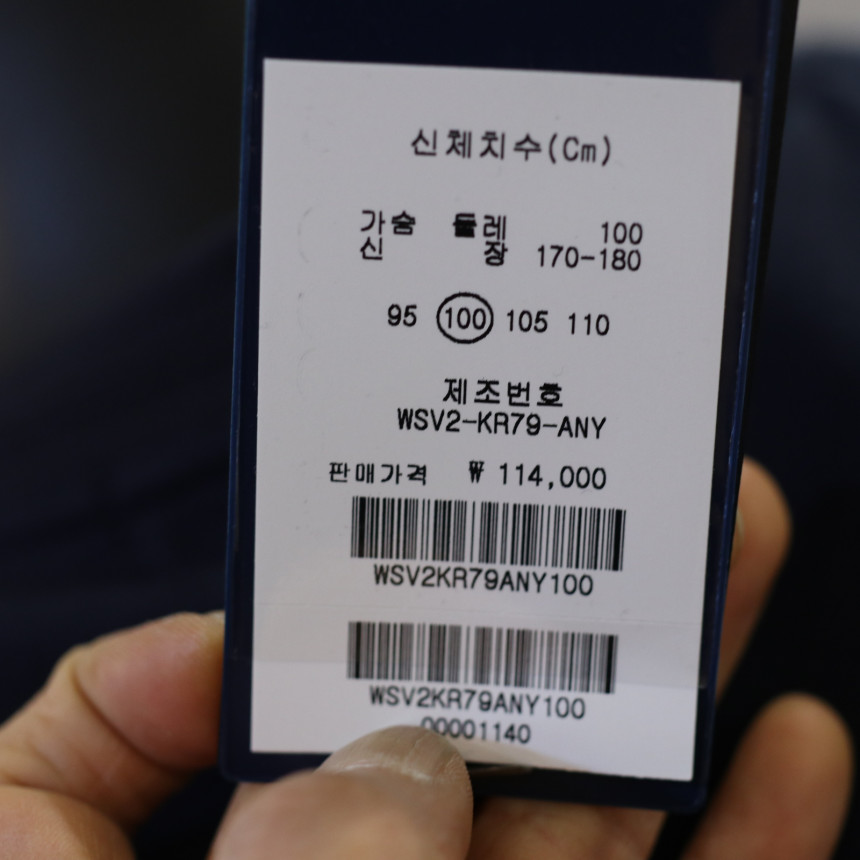 신체치수(Cm)
가슴 둘레 100
신 장 170-180
95 100 105 110
제조번호
WSV2-KR79-ANY
판매가격 ₩ 114,000
WSV2KR79ANY100
WSV2KR79ANY100
00001140